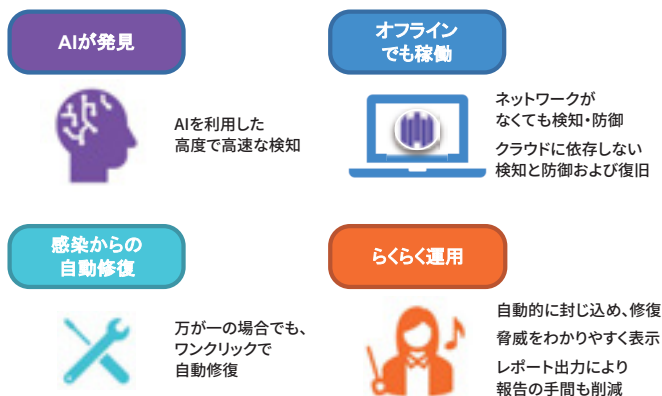 AIが発見
AIを利用した
高度で高速な検知
オフライン
でも稼働
ネットワークが
なくても検知・防御
クラウドに依存しない
検知と防御および復旧
感染からの
自動修復
万が一の場合でも、
ワンクリックで
自動修復
らくらく運用
自動的に封じ込め、修復
脅威をわかりやすく表示
レポート出力により
報告の手間も削減